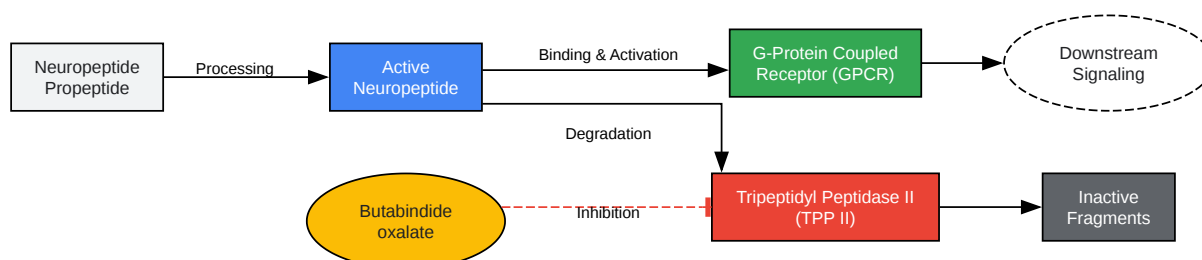 Neuropeptide
Propeptide
Processing
Active
Neuropeptide
Binding & Activation
G-Protein Coupled
Receptor (GPCR)
Downstream
Signaling
Degradation
Butabindide
oxalate
Inhibition
Tripeptidyl Peptidase II
(TPP II)
Inactive
Fragments